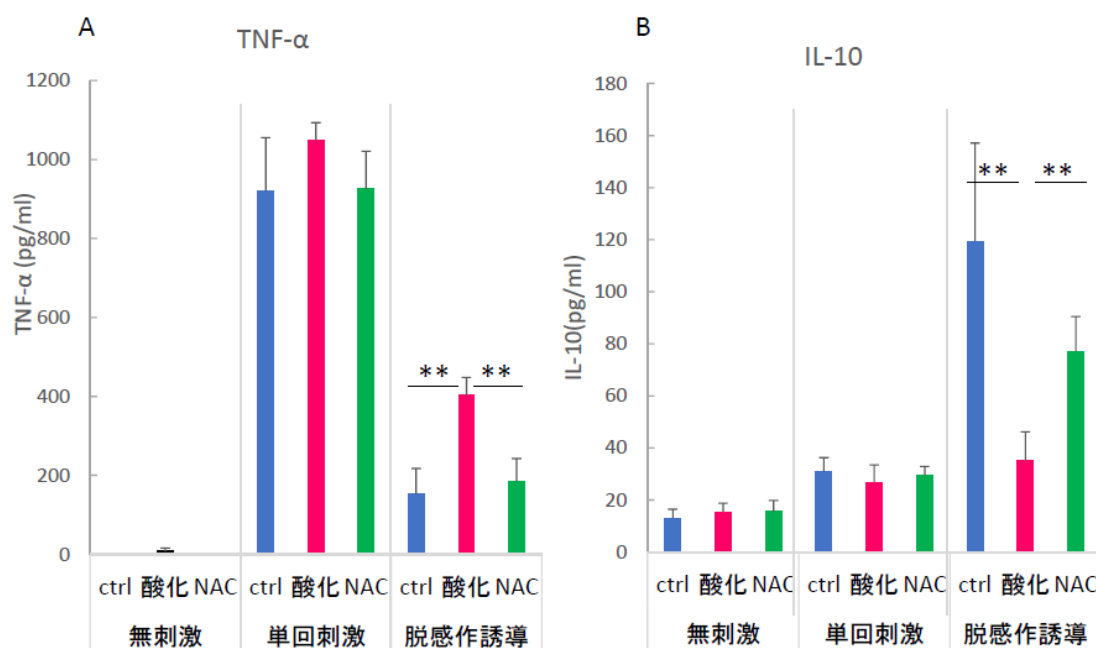 A
TNF-α
1200
1000
800
600
400
200
0
TNF-α (pg/ml)
** **
ctrl 酸化 NAC ctrl 酸化 NAC ctrl 酸化 NAC
無刺激 単回刺激 脱感作誘導
B
IL-10
180
160
140
120
100
80
60
40
20
0
IL-10(pg/ml)
** **
ctrl 酸化 NAC ctrl 酸化 NAC ctrl 酸化 NAC
無刺激 単回刺激 脱感作誘導